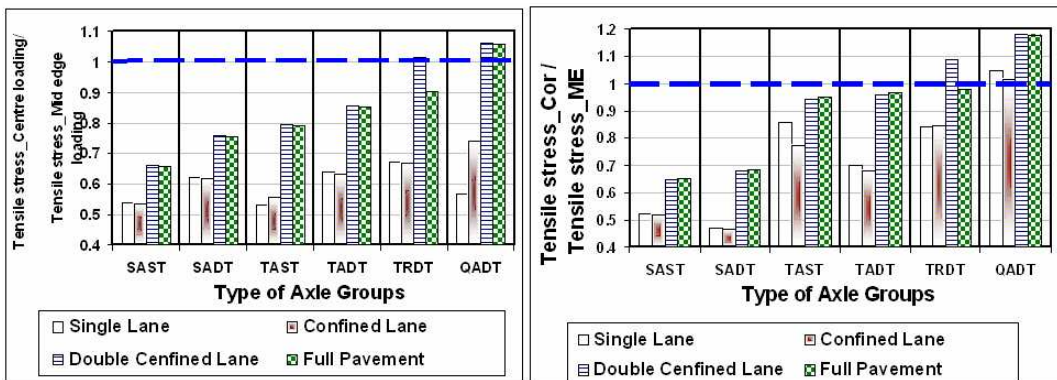 Tensile stress_Centre loading/
Tensile stress_Mid edge
loading
1.1
1
0.9
0.8
0.7
0.6
0.5
0.4
SAST SADT TAST TADT TRDT QADT
Type of Axle Groups
Single Lane Confined Lane
Double Cenfined Lane Full Pavement
Tensile stress_Cor /
Tensile stress_ME
1.2
1.1
1
0.9
0.8
0.7
0.6
0.5
0.4
SAST SADT TAST TADT TRDT QADT
Type of Axle Groups
Single Lane Confined Lane
Double Cenfined Lane Full Pavement